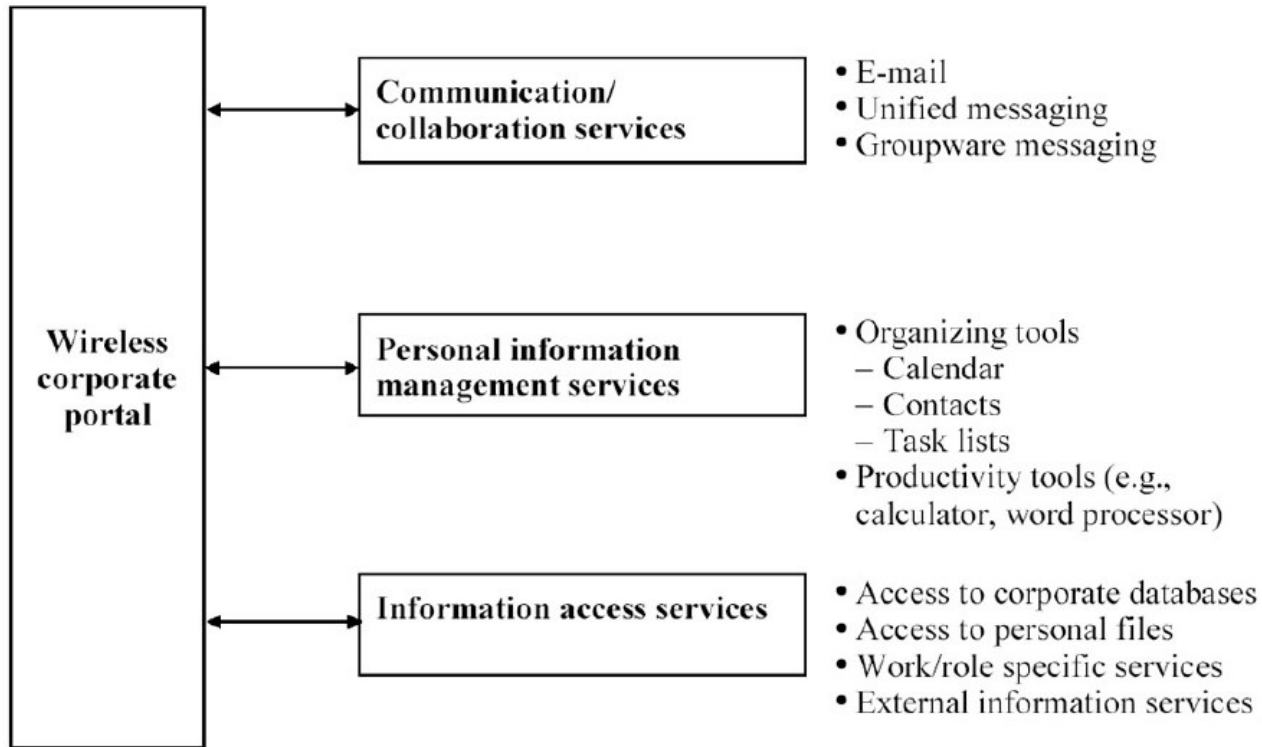 Wireless
corporate
portal
Communication/
collaboration services
• E-mail
• Unified messaging
• Groupware messaging
Personal information
management services
• Organizing tools
– Calendar
– Contacts
– Task lists
• Productivity tools (e.g.,
calculator, word processor)
Information access services
• Access to corporate databases
• Access to personal files
• Work/role specific services
• External information services